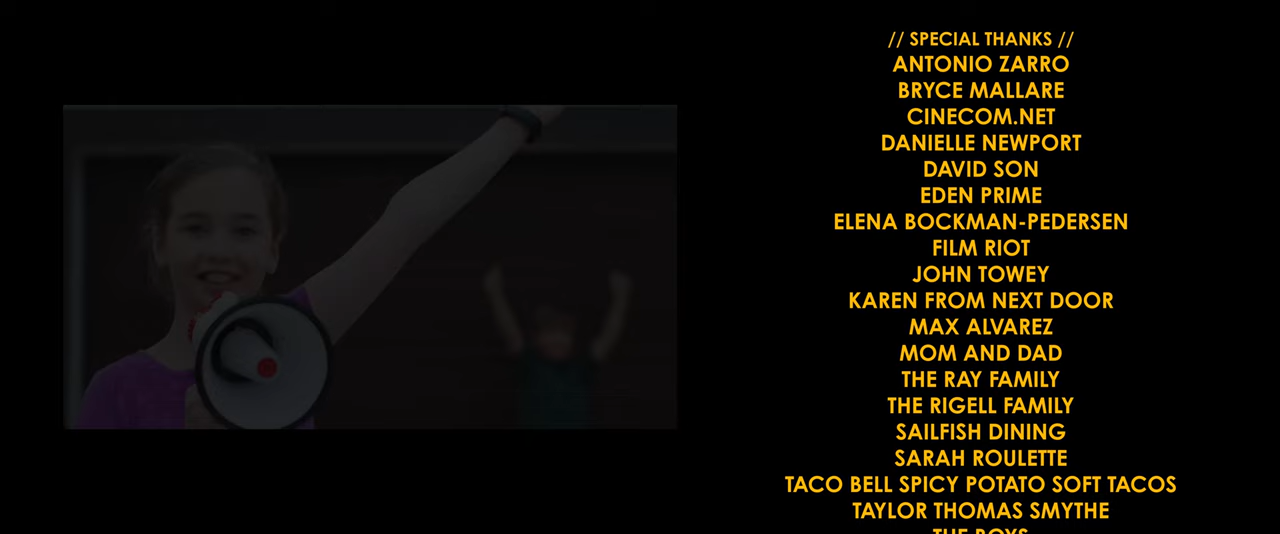 // SPECIAL THANKS //
ANTONIO ZARRO
BRYCE MALLARE
CINECOM.NET
DANIELLE NEWPORT
DAVID SON
EDEN PRIME
ELENA BOCKMAN-PEDERSEN
FILM RIOT
JOHN TOWEY
KAREN FROM NEXT DOOR
MAX ALVAREZ
MOM AND DAD
THE RAY FAMILY
THE RIGELL FAMILY
SAILFISH DINING
SARAH ROULETTE
TACO BELL SPICY POTATO SOFT TACOS
TAYLOR THOMAS SMYTHE
THE BOYS